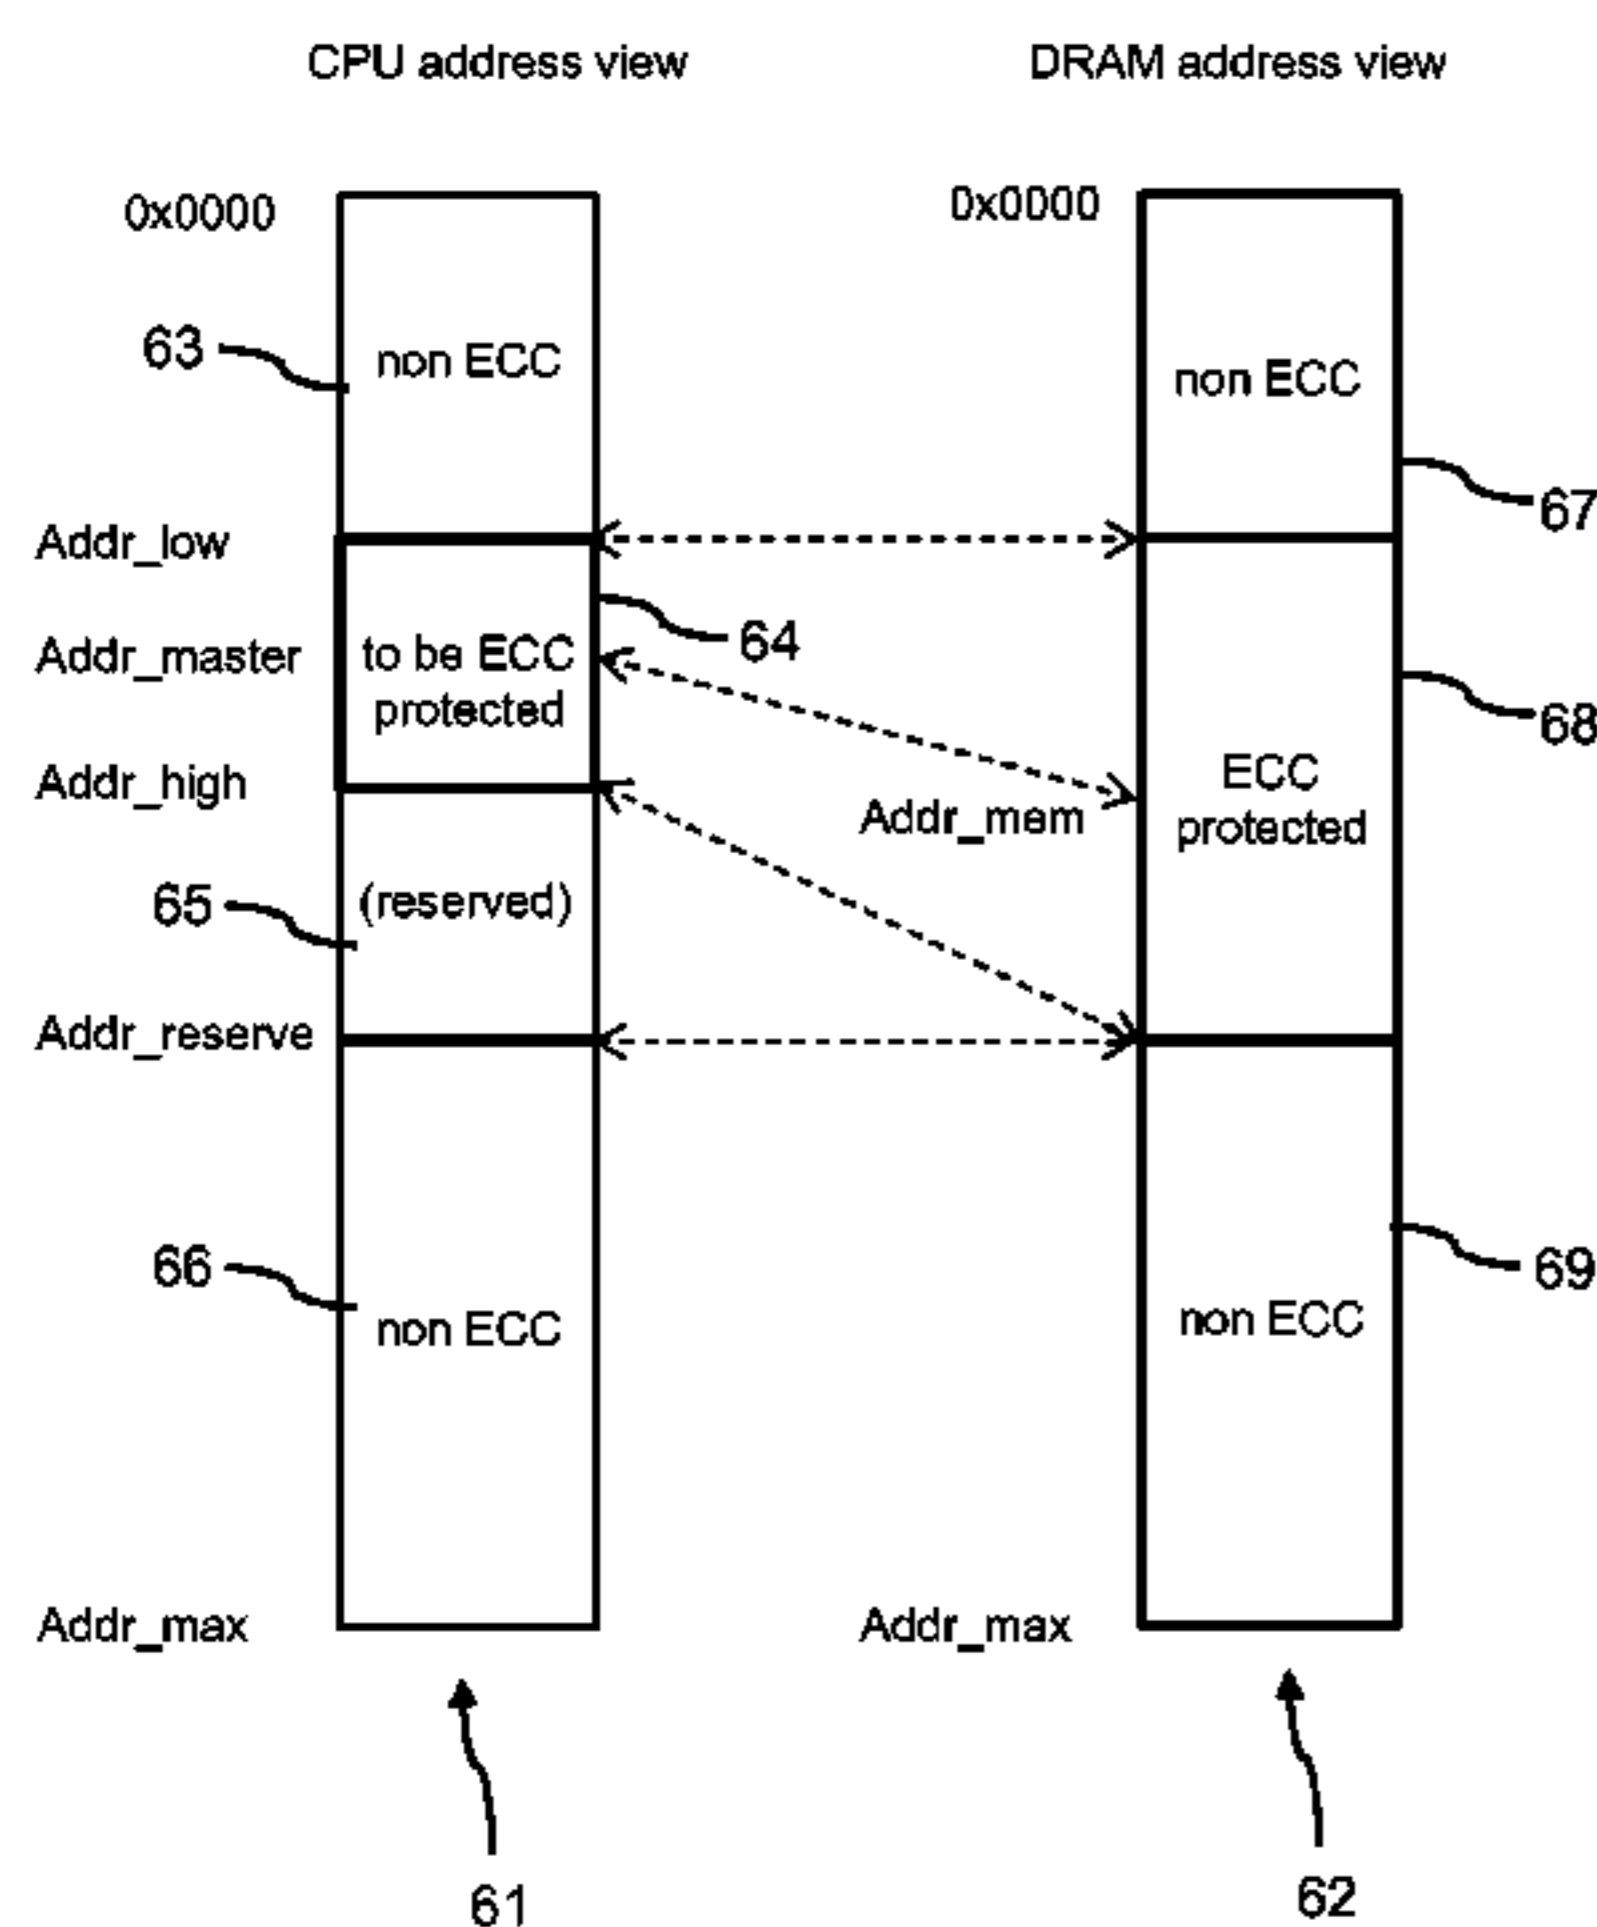 CPU address view
DRAM address view
0x0000
0x0000
63
non ECC
non ECC
67
Addr_low
64
Addr_master
to be ECC
protected
68
Addr_high
Addr_mem
ECC
protected
65
(reserved)
Addr_reserve
66
non ECC
non ECC
69
Addr_max
Addr_max
61
62